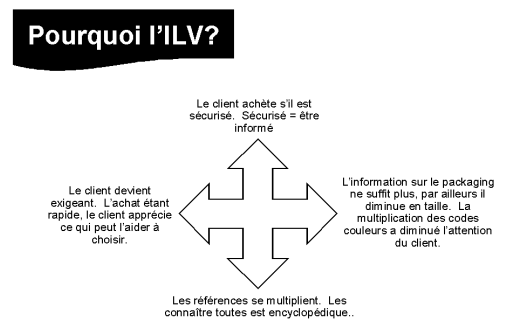 Pourquoi l'ILV?
Le client achète s'il est
sécurisé. Sécurisé = être
informé
Le client devient
exigeant. L'achat étant
rapide, le client apprécie
ce qui peut l'aider à
choisir.
L'information sur le packaging
ne suffit plus, par ailleurs il
diminue en taille. La
multiplication des codes
couleurs a diminué l'attention
du client.
Les références se multiplient. Les
connaître toutes est encyclopédique..